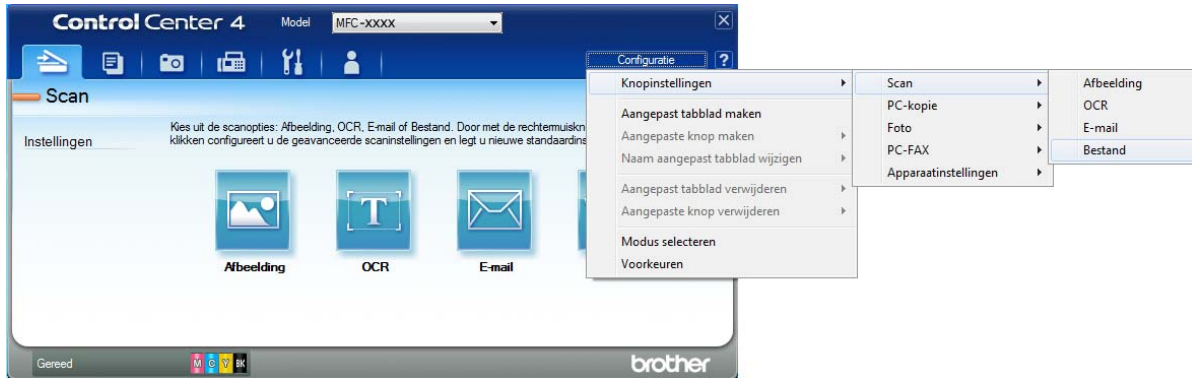 Control Center 4
Model
MFC-XXXX
Configuratie
?
Scan
Instellingen
Kies uit de scanopties: Afbeelding, OCR, E-mail of Bestand. Door met de rechtermuiskn
klikken configureert u de geavanceerde scaninstellingen en legt u nieuwe standaardins
T
Afbeelding
OCR
E-mail
Knopinstellingen
Aangepast tabblad maken
Aangepaste knop maken
Naam aangepast tabblad wijzigen
Aangepast tabblad verwijderen
Aangepaste knop verwijderen
Modus selecteren
Voorkeuren
Scan
PC-kopie
Foto
PC-FAX
Apparaatinstellingen
Afbeelding
OCR
E-mail
Bestand
Gereed
M C Y BK
brother